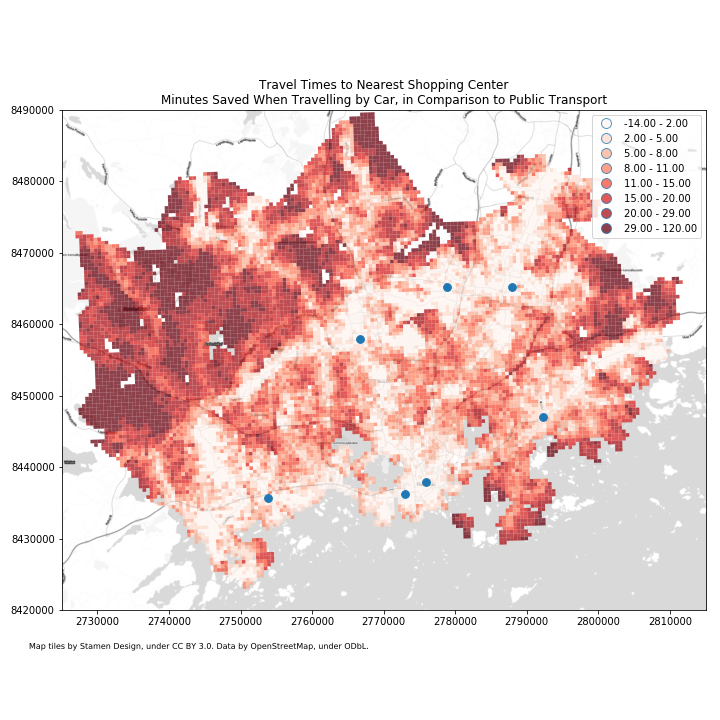 Travel Times to Nearest Shopping Center
Minutes Saved When Travelling by Car, in Comparison to Public Transport
8490000
8480000
8470000
8460000
8450000
8440000
8430000
8420000
-14.00 - 2.00
2.00 - 5.00
5.00 - 8.00
8.00 - 11.00
11.00 - 15.00
15.00 - 20.00
20.00 - 29.00
29.00 - 120.00
2730000 2740000 2750000 2760000 2770000 2780000 2790000 2800000 2810000
Map tiles by Stamen Design, under CC BY 3.0. Data by OpenStreetMap, under ODbL.